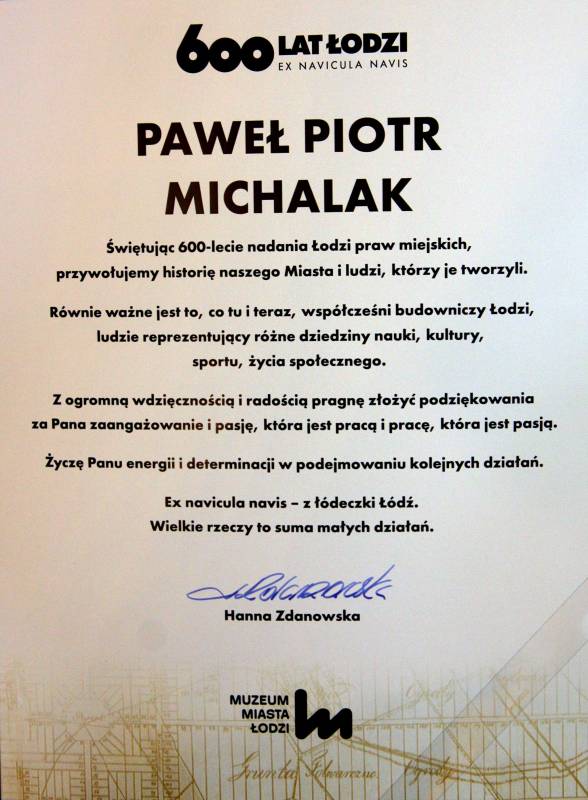 600 LAT ŁODZI
EX NAVICULA NAVIS
PAWEŁ PIOTR
MICHALAK
Świętując 600-lecie nadania Łodzi praw miejskich,
przywołujemy historię naszego Miasta i ludzi, którzy je tworzyli.
Równie ważne jest to, co tu i teraz, współcześni budowniczy Łodzi,
ludzie reprezentujący różne dziedziny nauki, kultury,
sportu, życia społecznego.
Z ogromną wdzięcznością i radością pragnę złożyć podziękowania
za Pana zaangażowanie i pasję, która jest pracą i pracę, która jest pasją.
Życzę Panu energii i determinacji w podejmowaniu kolejnych działań.
Ex navicula navis – z łódeczki Łódź.
Wielkie rzeczy to suma małych działań.
Hanna Zdanowska
MUZEUM
MIASTA
ŁODZI
Ogrody
Grunta Folwarczne Ogrody